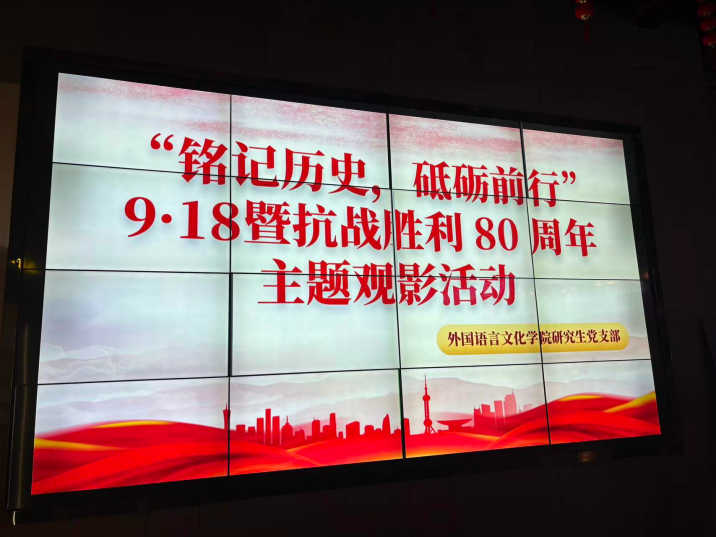 “铭记历史，砥砺前行”
9·18暨抗战胜利 80 周年
主题观影活动
外国语言文化学院研究生党支部